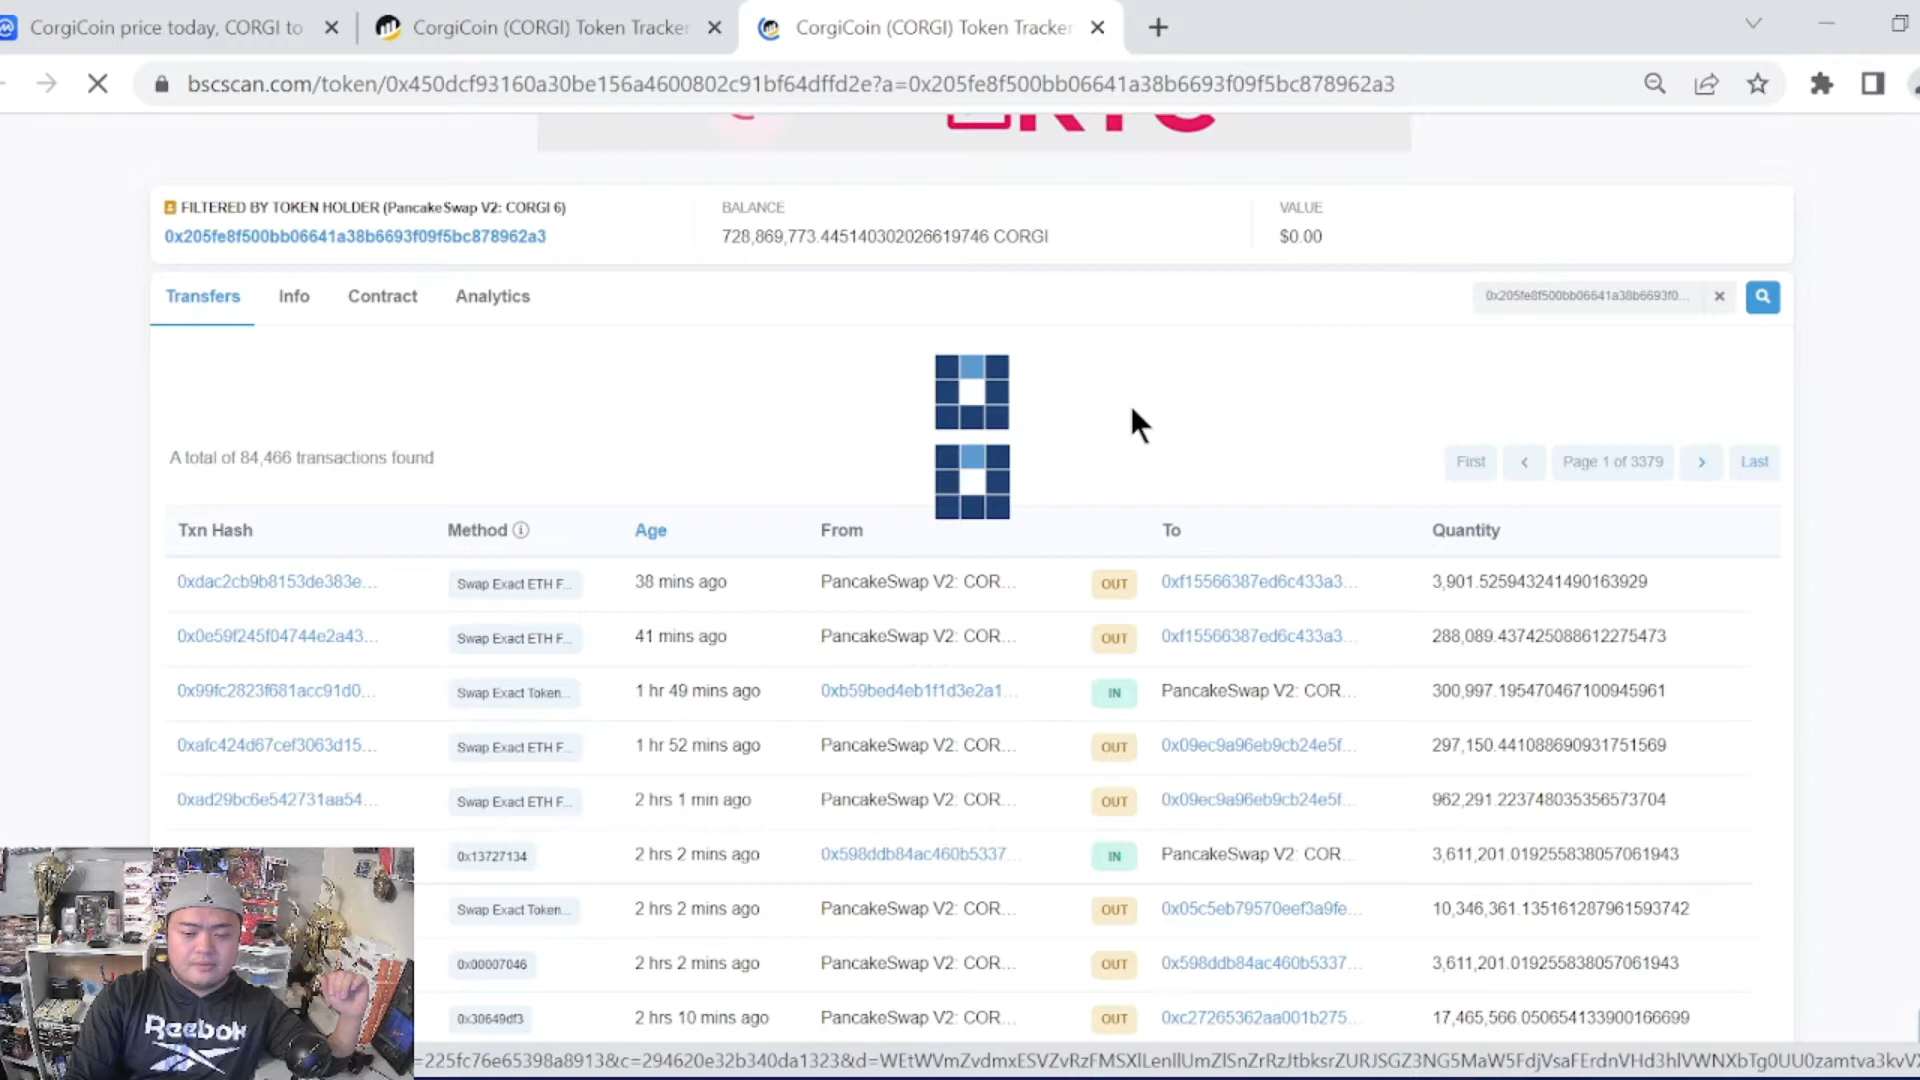 CorgiCoin price today, CORGI to
CorgiCoin (CORGI) Token Tracker
CorgiCoin (CORGI) Token Tracker
bscscan.com/token/0x450dcf93160a30be156a4600802c91bf64dffd2e?a=0x205fe8f500bb06641a38b6693f09f5bc878962a3
FILTERED BY TOKEN HOLDER (PancakeSwap V2: CORGI 6)
0x205fe8f500bb06641a38b6693f09f5bc878962a3
BALANCE
728,869,773.445140302026619746 CORGI
VALUE
$0.00
Transfers Info Contract Analytics
0x205fe8f500bb06641a38b6693f0...
A total of 84,466 transactions found
First Page 1 of 3379 Last
Txn Hash Method Age From To Quantity
0xdac2cb9b8153de383e... Swap Exact ETH F... 38 mins ago PancakeSwap V2: COR... OUT 0xf15566387ed6c433a3... 3,901.525943241490163929
0x0e59f245f04744e2a43... Swap Exact ETH F... 41 mins ago PancakeSwap V2: COR... OUT 0xf15566387ed6c433a3... 288,089.437425088612275473
0x99fc2823f681acc91d0... Swap Exact Token... 1 hr 49 mins ago 0xb59bed4eb1f1d3e2a1... IN PancakeSwap V2: COR... 300,997.195470467100945961
0xafc424d67cef3063d15... Swap Exact ETH F... 1 hr 52 mins ago PancakeSwap V2: COR... OUT 0x09ec9a96eb9cb24e5f... 297,150.441088690931751569
0xad29bc6e542731aa54... Swap Exact ETH F... 2 hrs 1 min ago PancakeSwap V2: COR... OUT 0x09ec9a96eb9cb24e5f... 962,291.223748035356573704
0x13727134 2 hrs 2 mins ago 0x598ddb84ac460b5337... IN PancakeSwap V2: COR... 3,611,201.019255838057061943
Swap Exact Token... 2 hrs 2 mins ago PancakeSwap V2: COR... OUT 0x05c5eb79570eef3a9fe... 10,346,361.135161287961593742
0x00007046 2 hrs 2 mins ago PancakeSwap V2: COR... OUT 0x598ddb84ac460b5337... 3,611,201.019255838057061943
0x30649df3 2 hrs 10 mins ago PancakeSwap V2: COR... OUT 0xc27265362aa001b275... 17,465,566.050654133900166699
Reebok